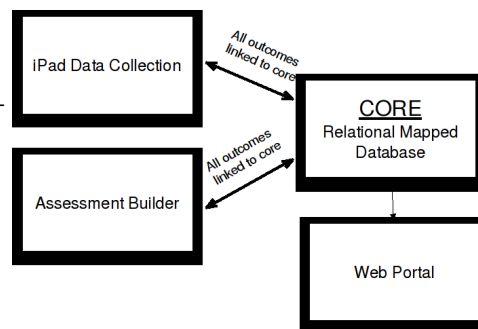 iPad Data Collection
All outcomes
linked to core
CORE
Relational Mapped
Database
All outcomes
linked to core
Assessment Builder
Web Portal